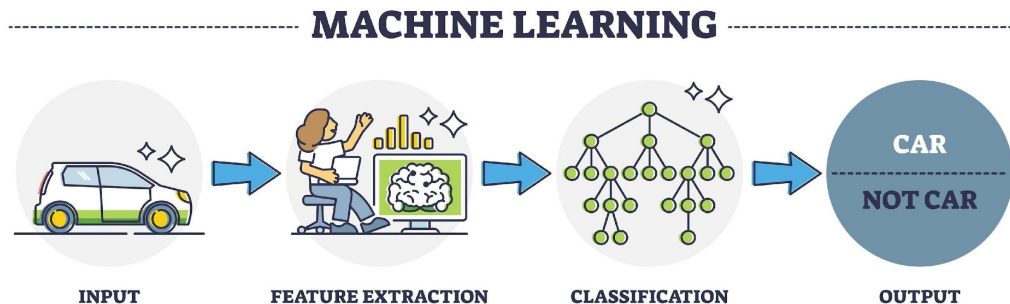 MACHINE LEARNING
CAR
NOT CAR
INPUT
FEATURE EXTRACTION
CLASSIFICATION
OUTPUT